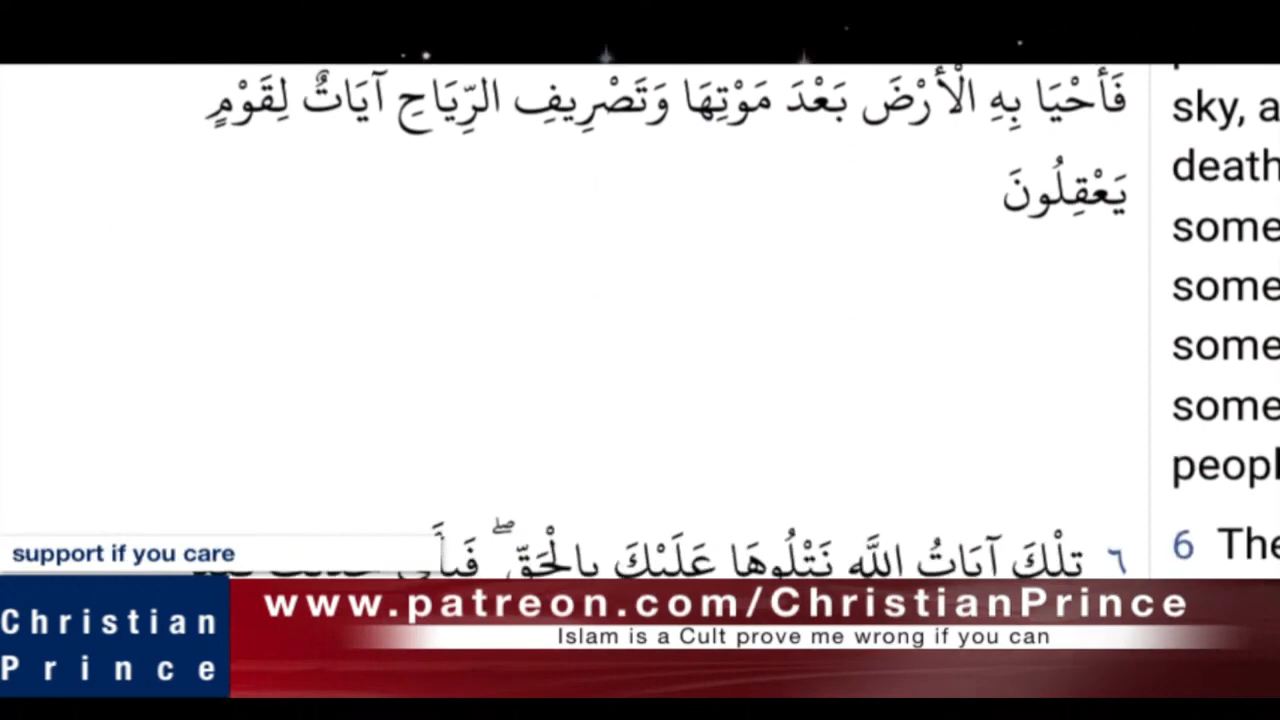 فَأَحْيَا بِهِ الْأَرْضَ بَعْدَ مَوْتِهَا وَتَصْرِيفِ الرِّيَاحِ آيَاتٌ لِقَوْمٍ
يَعْقِلُونَ
٦ تِلْكَ آيَاتُ اللَّهِ نَتْلُوهَا عَلَيْكَ بِالْحَقِّ ۖ
sky, a
death
some
some
some
some
peopl
6 The
support if you care
Christian
Prince
www.patreon.com/ChristianPrince
Islam is a Cult prove me wrong if you can